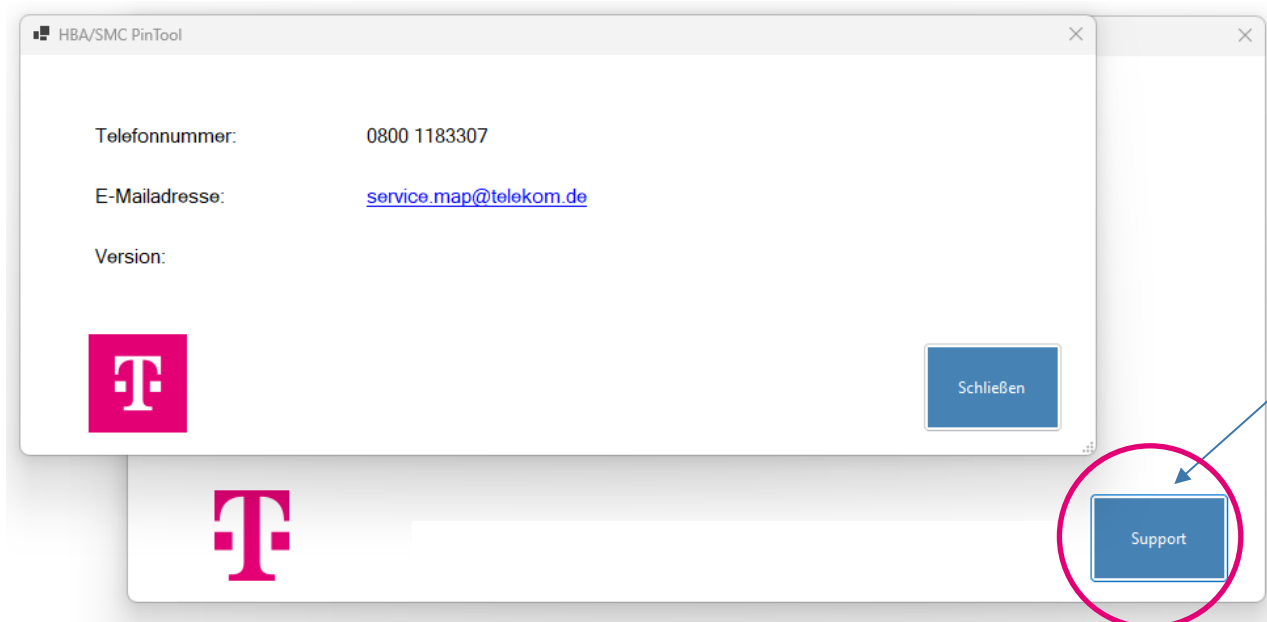 HBA/SMC PinTool
Telefonnummer: 0800 1183307
E-Mailadresse: service.map@telekom.de
Version:
T
Schließen
T
Support